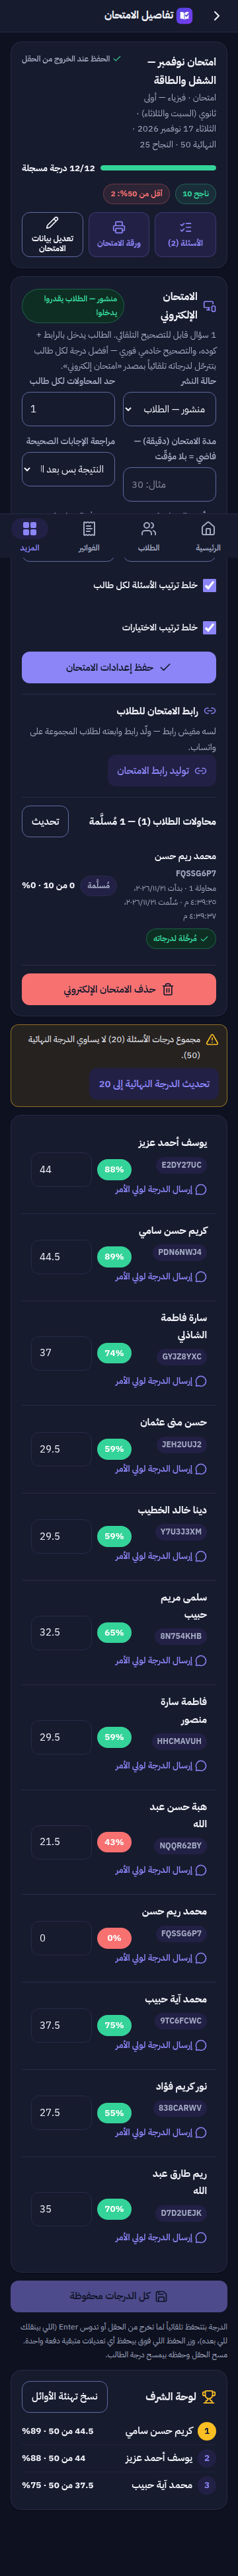 تفاصيل الامتحان
امتحان نوفمبر — الشغل والطاقة
الحفظ عند الخروج من الحقل
امتحان · فيزياء — أولى
ثانوي (السبت والثلاثاء) ·
الثلاثاء 17 نوفمبر 2026 ·
النهائية 50 · النجاح 25
12/12 درجة مسجلة
ناجح 10
أقل من 50%: 2
الأسئلة (2)
ورقة الامتحان
تعديل بيانات الامتحان
الامتحان الإلكتروني
منشور — الطلاب يقدروا يدخلوا
1 سؤال قابل للتصحيح التلقائي. الطالب بيدخل بالرابط +
كوده، والتصحيح خادمي فوري — أفضل درجة لكل طالب
بتترحّل لدرجاته تلقائياً بمصدر «امتحان إلكتروني».
حالة النشر
حد المحاولات لكل طالب
منشور — الطلاب
1
مدة الامتحان (دقيقة) — فاضي = بلا مؤقّت
مراجعة الإجابات الصحيحة
مثال: 30
النتيجة بس بعد ا
الرئيسية
الطلاب
الفواتير
المزيد
خلط ترتيب الأسئلة لكل طالب
خلط ترتيب الاختيارات
حفظ إعدادات الامتحان
رابط الامتحان للطلاب
لسه مفيش رابط — ولّد رابط وابعته لطلاب المجموعة على
واتساب.
توليد رابط الامتحان
محاولات الطلاب (1) — 1 مُسلَّمة
تحديث
محمد ريم حسن
FQSSG6P7
محاولة 1 · بدأت ٢٠٢٦/١١/٢١،
٤:٣٩:٢٥ م · سُلّمت ٢٠٢٦/١١/٢١،
٤:٣٩:٣٧ م
مُسلَّمة
0 من 10 · 0%
مُرحَّلة لدرجاته
حذف الامتحان الإلكتروني
مجموع درجات الأسئلة (20) لا يساوي الدرجة النهائية
(50).
تحديث الدرجة النهائية إلى 20
يوسف أحمد عزيز
E2DY27UC
إرسال الدرجة لولي الأمر
88%
44
كريم حسن سامي
PDN6NWJ4
إرسال الدرجة لولي الأمر
89%
44.5
سارة فاطمة الشاذلي
GYJZ8YXC
إرسال الدرجة لولي الأمر
74%
37
حسن منى عثمان
JEH2UUJ2
إرسال الدرجة لولي الأمر
59%
29.5
دينا خالد الخطيب
Y7U3J3XM
إرسال الدرجة لولي الأمر
59%
29.5
سلمى مريم حبيب
8N754KHB
إرسال الدرجة لولي الأمر
65%
32.5
فاطمة سارة منصور
HHCMAVUH
إرسال الدرجة لولي الأمر
59%
29.5
هبة حسن عبد الله
NQQR62BY
إرسال الدرجة لولي الأمر
43%
21.5
محمد ريم حسن
FQSSG6P7
إرسال الدرجة لولي الأمر
0%
0
محمد آية حبيب
9TC6FCWC
إرسال الدرجة لولي الأمر
75%
37.5
نور كريم فؤاد
838CARWV
إرسال الدرجة لولي الأمر
55%
27.5
ريم طارق عبد الله
D7D2UEJK
إرسال الدرجة لولي الأمر
70%
35
كل الدرجات محفوظة
الدرجة بتتحفظ تلقائياً لما تخرج من الحقل أو تدوس Enter (اللي بينقلك
للي بعده)، وزر الحفظ اللي فوق بيحفظ أي تعديلات متبقية دفعة واحدة.
مسح الحقل وحفظه بيمسح درجة الطالب.
لوحة الشرف
نسخ تهنئة الأوائل
1 كريم حسن سامي 44.5 من 50 · 89%
2 يوسف أحمد عزيز 44 من 50 · 88%
3 محمد آية حبيب 37.5 من 50 · 75%